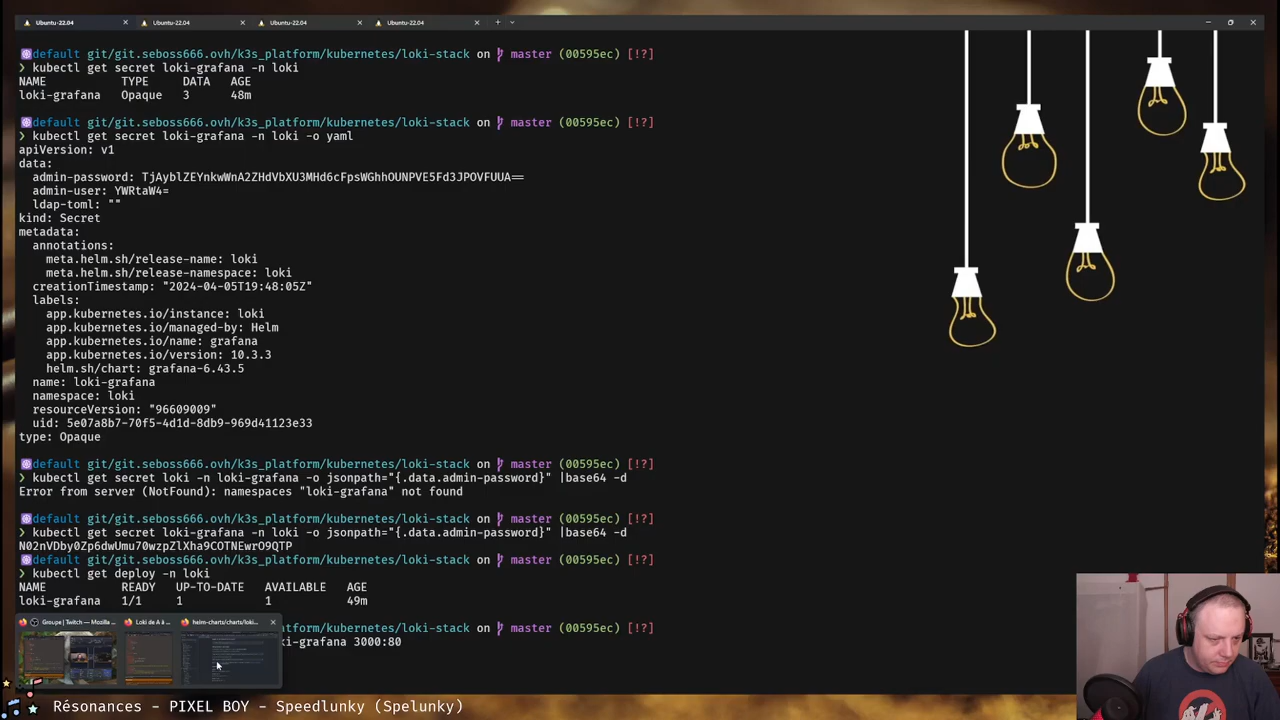 Ubuntu-22.04
Ubuntu-22.04
Ubuntu-22.04
Ubuntu-22.04
default git/git.seboss666.ovh/k3s_platform/kubernetes/loki-stack on master (00595ec) [!?]
❯ kubectl get secret loki-grafana -n loki
NAME TYPE DATA AGE
loki-grafana Opaque 3 48m
default git/git.seboss666.ovh/k3s_platform/kubernetes/loki-stack on master (00595ec) [!?]
❯ kubectl get secret loki-grafana -n loki -o yaml
apiVersion: v1
data:
admin-password: TjAyblZEYnkwWnA2ZHdVbXU3MHd6cFpsWGhhOUNPVE5Fd3JPOVFUUA==
admin-user: YWRtaW4=
ldap-toml: ""
kind: Secret
metadata:
annotations:
meta.helm.sh/release-name: loki
meta.helm.sh/release-namespace: loki
creationTimestamp: "2024-04-05T19:48:05Z"
labels:
app.kubernetes.io/instance: loki
app.kubernetes.io/managed-by: Helm
app.kubernetes.io/name: grafana
app.kubernetes.io/version: 10.3.3
helm.sh/chart: grafana-6.43.5
name: loki-grafana
namespace: loki
resourceVersion: "96609009"
uid: 5e07a8b7-70f5-4d1d-8db9-969d41123e33
type: Opaque
default git/git.seboss666.ovh/k3s_platform/kubernetes/loki-stack on master (00595ec) [!?]
❯ kubectl get secret loki -n loki-grafana -o jsonpath="{.data.admin-password}" |base64 -d
Error from server (NotFound): namespaces "loki-grafana" not found
default git/git.seboss666.ovh/k3s_platform/kubernetes/loki-stack on master (00595ec) [!?]
❯ kubectl get secret loki-grafana -n loki -o jsonpath="{.data.admin-password}" |base64 -d
N02nVDby0Zp6dwUmu70wzpZlXha9COTNEwrO9QTP
default git/git.seboss666.ovh/k3s_platform/kubernetes/loki-stack on master (00595ec) [!?]
❯ kubectl get deploy -n loki
NAME READY UP-TO-DATE AVAILABLE AGE
loki-grafana 1/1 1 1 49m
Groupe | Twitch — Mozilla ...
Loki de A à ...
helm-charts/charts/loki...
ki-stack on master (00595ec) [!?]
ki-grafana 3000:80
Résonances - PIXEL BOY - Speedlunky (Spelunky)